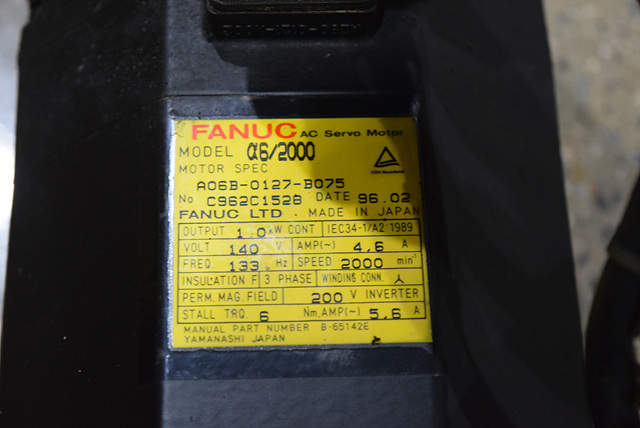 FANUC AC Servo Motor
MODEL α6/2000
MOTOR SPEC
A06B-0127-B075
No C962C1528 DATE 96.02
FANUC LTD . MADE IN JAPAN
OUTPUT 1.0 kW CONT IEC34-1/A2 1989
VOLT 140 V AMP(~) 4.6 A
FREQ 133 Hz SPEED 2000 min⁻¹
INSULATION F 3 PHASE WINDING CONN.
PERM. MAG. FIELD 200 V INVERTER
STALL TRQ. 6 Nm, AMP(~) 5.6 A
MANUAL PART NUMBER B-65142E
YAMANASHI JAPAN